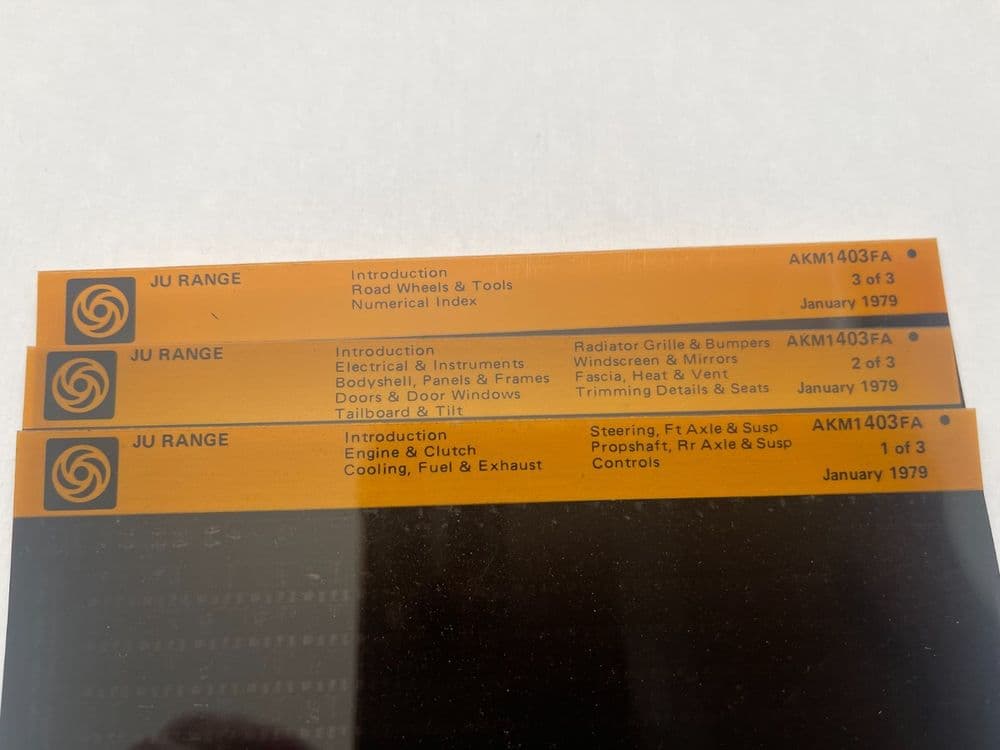 JU RANGE
Introduction
Road Wheels & Tools
Numerical Index
AKM1403FA
3 of 3
January 1979
JU RANGE
Introduction
Electrical & Instruments
Bodyshell, Panels & Frames
Doors & Door Windows
Tailboard & Tilt
Radiator Grille & Bumpers
Windscreen & Mirrors
Fascia, Heat & Vent
Trimming Details & Seats
AKM1403FA
2 of 3
January 1979
JU RANGE
Introduction
Engine & Clutch
Cooling, Fuel & Exhaust
Steering, Ft Axle & Susp
Propshaft, Rr Axle & Susp
Controls
AKM1403FA
1 of 3
January 1979